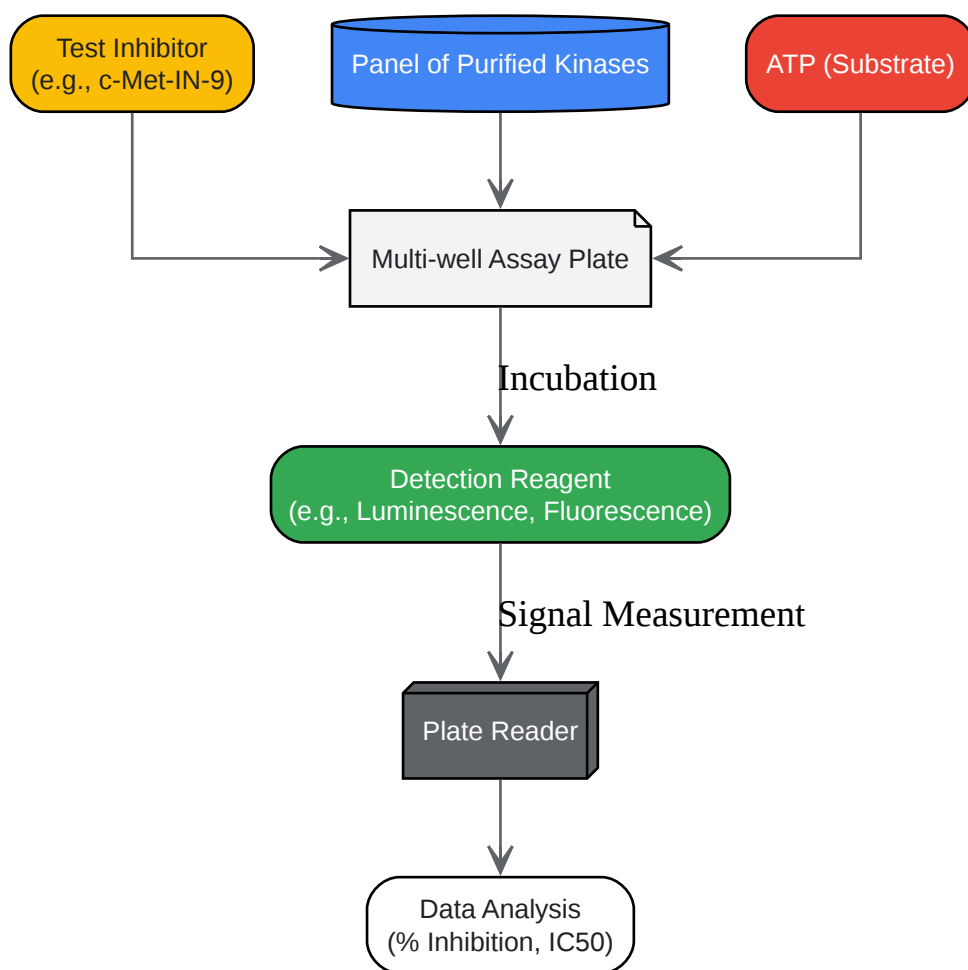 Test Inhibitor
(e.g., c-Met-IN-9)
Panel of Purified Kinases
ATP (Substrate)
Multi-well Assay Plate
Incubation
Detection Reagent
(e.g., Luminescence, Fluorescence)
Signal Measurement
Plate Reader
Data Analysis
(% Inhibition, IC50)